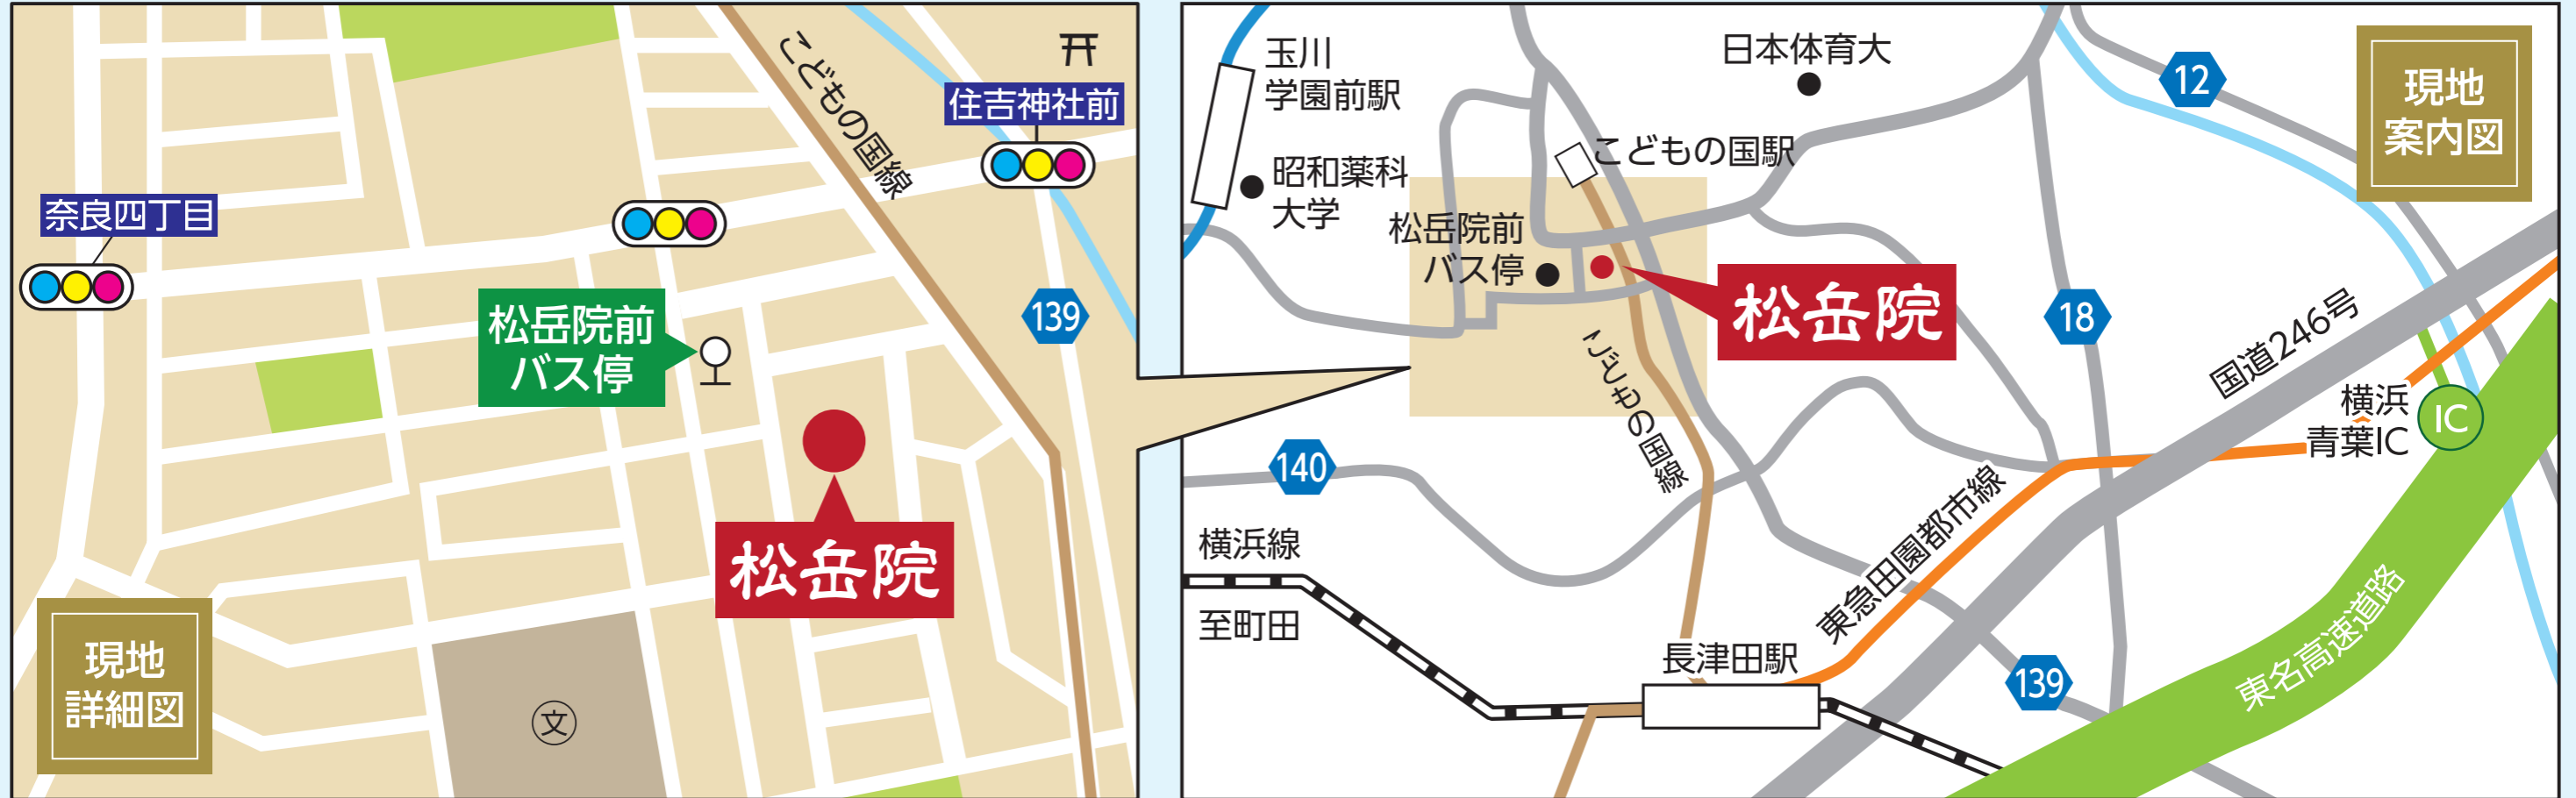 こどもの国線
住吉神社前
奈良四丁目
139
松岳院前
バス停
松岳院
現地
詳細図
文
玉川
学園前駅
昭和薬科
大学
日本体育大
12
現地
案内図
こどもの国駅
松岳院前
バス停
松岳院
18
国道246号
こどもの国線
横浜
青葉IC
IC
140
横浜線
至町田
東急田園都市線
長津田駅
139
東名高速道路